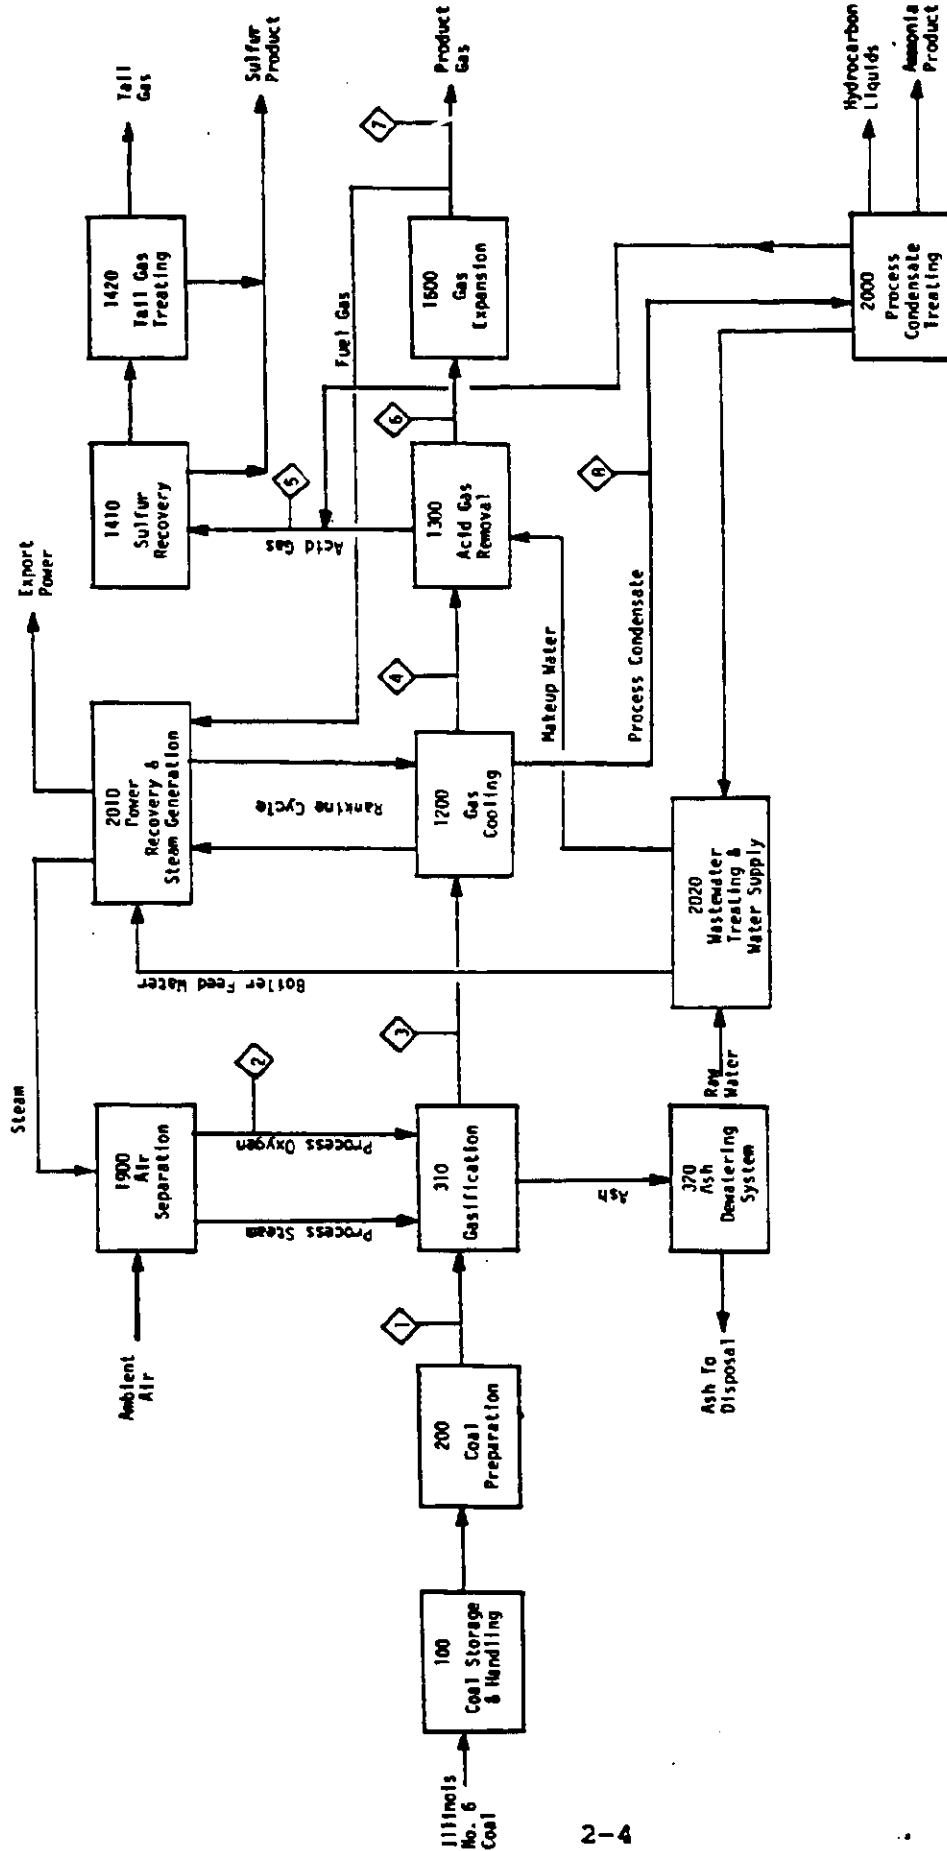 Illinois
No. 6
Coal
100
Coal Storage
& Handling
200
Coal
Preparation
1
Ambient
Air
1900
Air
Separation
Steam
Process Steam
Process Oxygen
2
310
Gasification
3
Ash
320
Ash
Dewatering
System
Ash To
Disposal
Raw
Water
2020
Wastewater
Treating &
Water Supply
Boiler Feed Water
2010
Power
Recovery &
Steam Generation
Export
Power
Rankine Cycle
1200
Gas
Cooling
4
Makeup Water
Process Condensate
8
1300
Acid Gas
Removal
Acid Gas
5
1410
Sulfur
Recovery
1420
Tail Gas
Treating
Tail
Gas
Sulfur
Product
Fuel Gas
6
1600
Gas
Expansion
7
Product
Gas
2000
Process
Condensate
Treating
Hydrocarbon
Liquids
Ammonia
Product
2-4